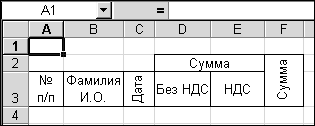 A1 =
A B C D E F
1
2
3
4
Сумма
№ п/п
Фамилия И.О.
Дата
Без НДС
НДС
Сумма